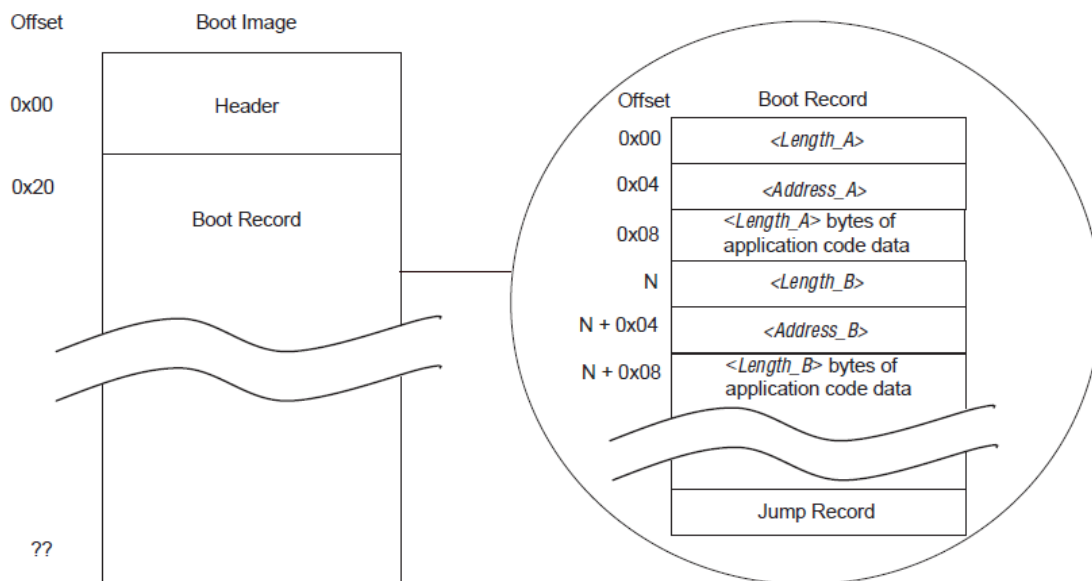 Offset
Boot Image
0x00
Header
0x20
Boot Record
??
Offset
Boot Record
0x00
<Length_A>
0x04
<Address_A>
0x08
<Length_A> bytes of
application code data
N
<Length_B>
N + 0x04
<Address_B>
N + 0x08
<Length_B> bytes of
application code data
Jump Record